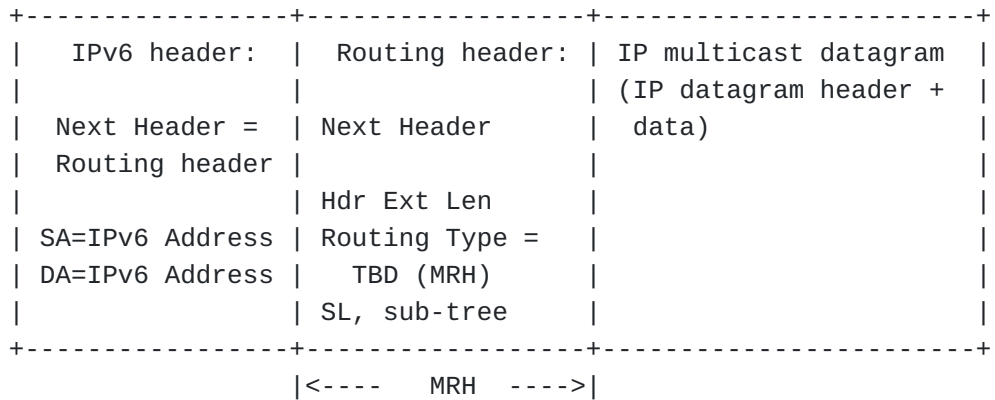 +-----------------+------------------+------------------------+
|   IPv6 header:  |  Routing header: | IP multicast datagram  |
|                 |                  | (IP datagram header +  |
|  Next Header =  | Next Header      |  data)                 |
|  Routing header |                  |                        |
|                 | Hdr Ext Len      |                        |
| SA=IPv6 Address | Routing Type =   |                        |
| DA=IPv6 Address |   TBD (MRH)      |                        |
|                 | SL, sub-tree     |                        |
+-----------------+------------------+------------------------+
                  |<----   MRH  ---->|